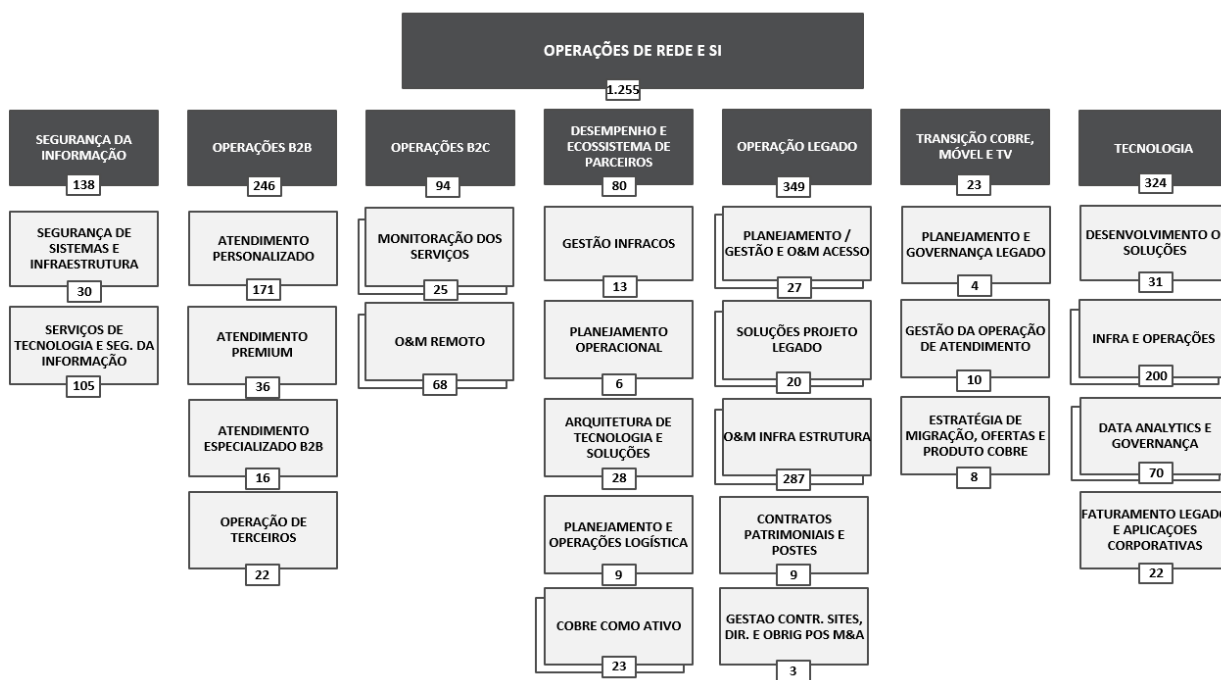 OPERAÇÕES DE REDE E SI
1.255
SEGURANÇA DA
INFORMAÇÃO
138
SEGURANÇA DE
SISTEMAS E
INFRAESTRUTURA
30
SERVIÇOS DE
TECNOLOGIA E SEG. DA
INFORMAÇÃO
105
OPERAÇÕES B2B
246
ATENDIMENTO
PERSONALIZADO
171
ATENDIMENTO
PREMIUM
36
ATENDIMENTO
ESPECIALIZADO B2B
16
OPERAÇÃO DE
TERCEIROS
22
OPERAÇÕES B2C
94
MONITORAÇÃO DOS
SERVIÇOS
25
O&M REMOTO
68
DESEMPENHO E
ECOSSISTEMA DE
PARCEIROS
80
GESTÃO INFRACOS
13
PLANEJAMENTO
OPERACIONAL
6
ARQUITETURA DE
TECNOLOGIA E
SOLUÇÕES
28
PLANEJAMENTO E
OPERAÇÕES LOGÍSTICA
9
COBRE COMO ATIVO
23
OPERAÇÃO LEGADO
349
PLANEJAMENTO /
GESTÃO E O&M ACESSO
27
SOLUÇÕES PROJETO
LEGADO
20
O&M INFRA ESTRUTURA
287
CONTRATOS
PATRIMONIAIS E
POSTES
9
GESTAO CONTR. SITES,
DIR. E OBRIG POS M&A
3
TRANSIÇÃO COBRE,
MÓVEL E TV
23
PLANEJAMENTO E
GOVERNANÇA LEGADO
4
GESTÃO DA OPERAÇÃO
DE ATENDIMENTO
10
ESTRATÉGIA DE
MIGRAÇÃO, OFERTAS E
PRODUTO COBRE
8
TECNOLOGIA
324
DESENVOLVIMENTO O
SOLUÇÕES
31
INFRA E OPERAÇÕES
200
DATA ANALYTICS E
GOVERNANÇA
70
FATURAMENTO LEGADO
E APLICAÇOES
CORPORATIVAS
22